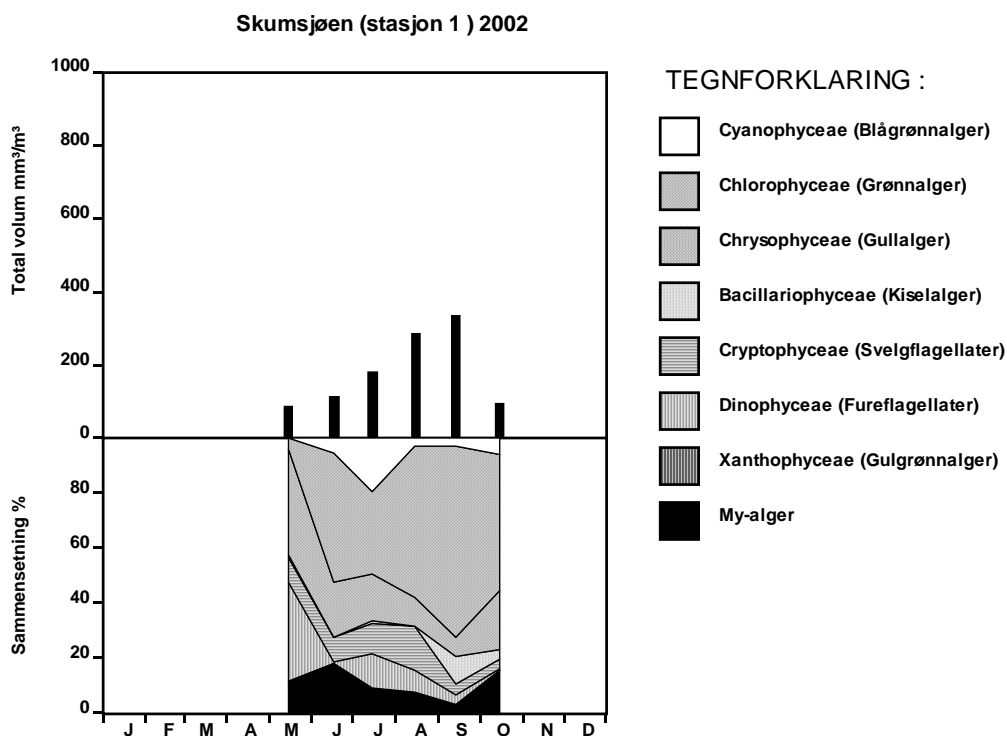 Skumsjøen (stasjon 1 ) 2002
Total volum mm³/m³
1000
800
600
400
200
0
Sammensetning %
80
60
40
20
0
J F M A M J J A S O N D
TEGNFORKLARING :
Cyanophyceae (Blågrønnalger)
Chlorophyceae (Grønnalger)
Chrysophyceae (Gullalger)
Bacillariophyceae (Kiselalger)
Cryptophyceae (Svelgflagellater)
Dinophyceae (Fureflagellater)
Xanthophyceae (Gulgrønnalger)
My-alger